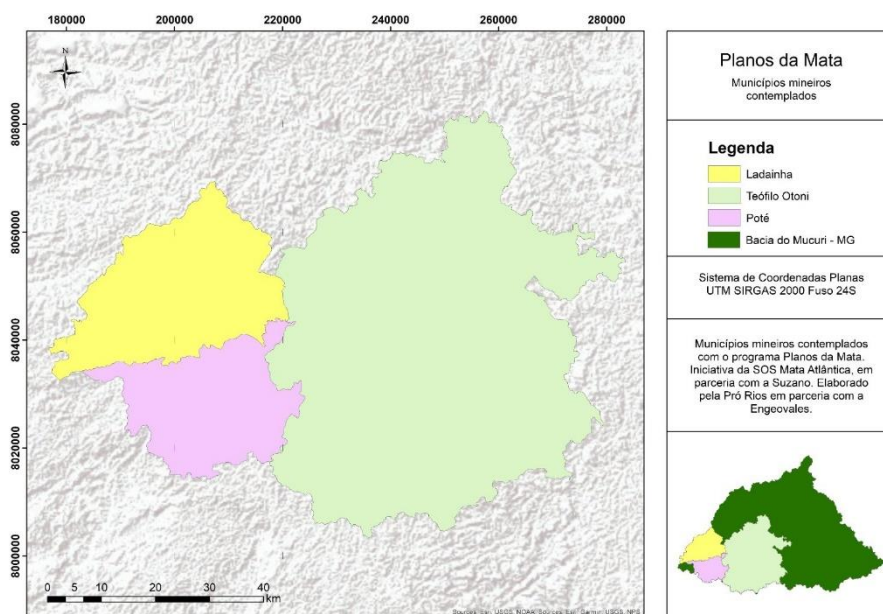 180000 200000 220000 240000 260000 280000
N
8080000
8060000
8040000
8020000
8000000
0 5 10 20 30 40
km
Planos da Mata
Municípios mineiros
contemplados
Legenda
Ladainha
Teófilo Otoni
Poté
Bacia do Mucuri - MG
Sistema de Coordenadas Planas
UTM SIRGAS 2000 Fuso 24S
Municípios mineiros contemplados
com o programa Planos da Mata.
Iniciativa da SOS Mata Atlântica, em
parceria com a Suzano. Elaborado
pela Pró Rios em parceria com a
Engeovales.